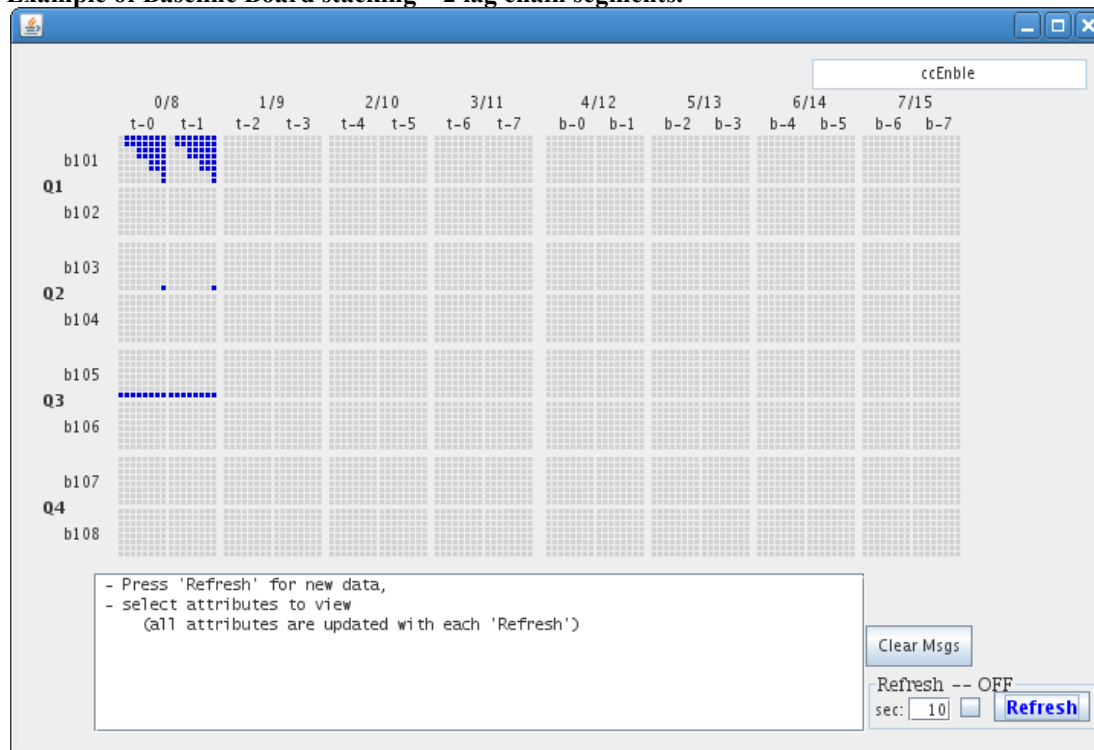 Example of Baseline Board stacking – 2 lag chain segments.
ccEnble
0/8 1/9 2/10 3/11 4/12 5/13 6/14 7/15
t-0 t-1 t-2 t-3 t-4 t-5 t-6 t-7 b-0 b-1 b-2 b-3 b-4 b-5 b-6 b-7
b101
Q1
b102
b103
Q2
b104
b105
Q3
b106
b107
Q4
b108
- Press 'Refresh' for new data,
- select attributes to view
(all attributes are updated with each 'Refresh')
Clear Msgs
Refresh -- OFF
sec: 10 Refresh